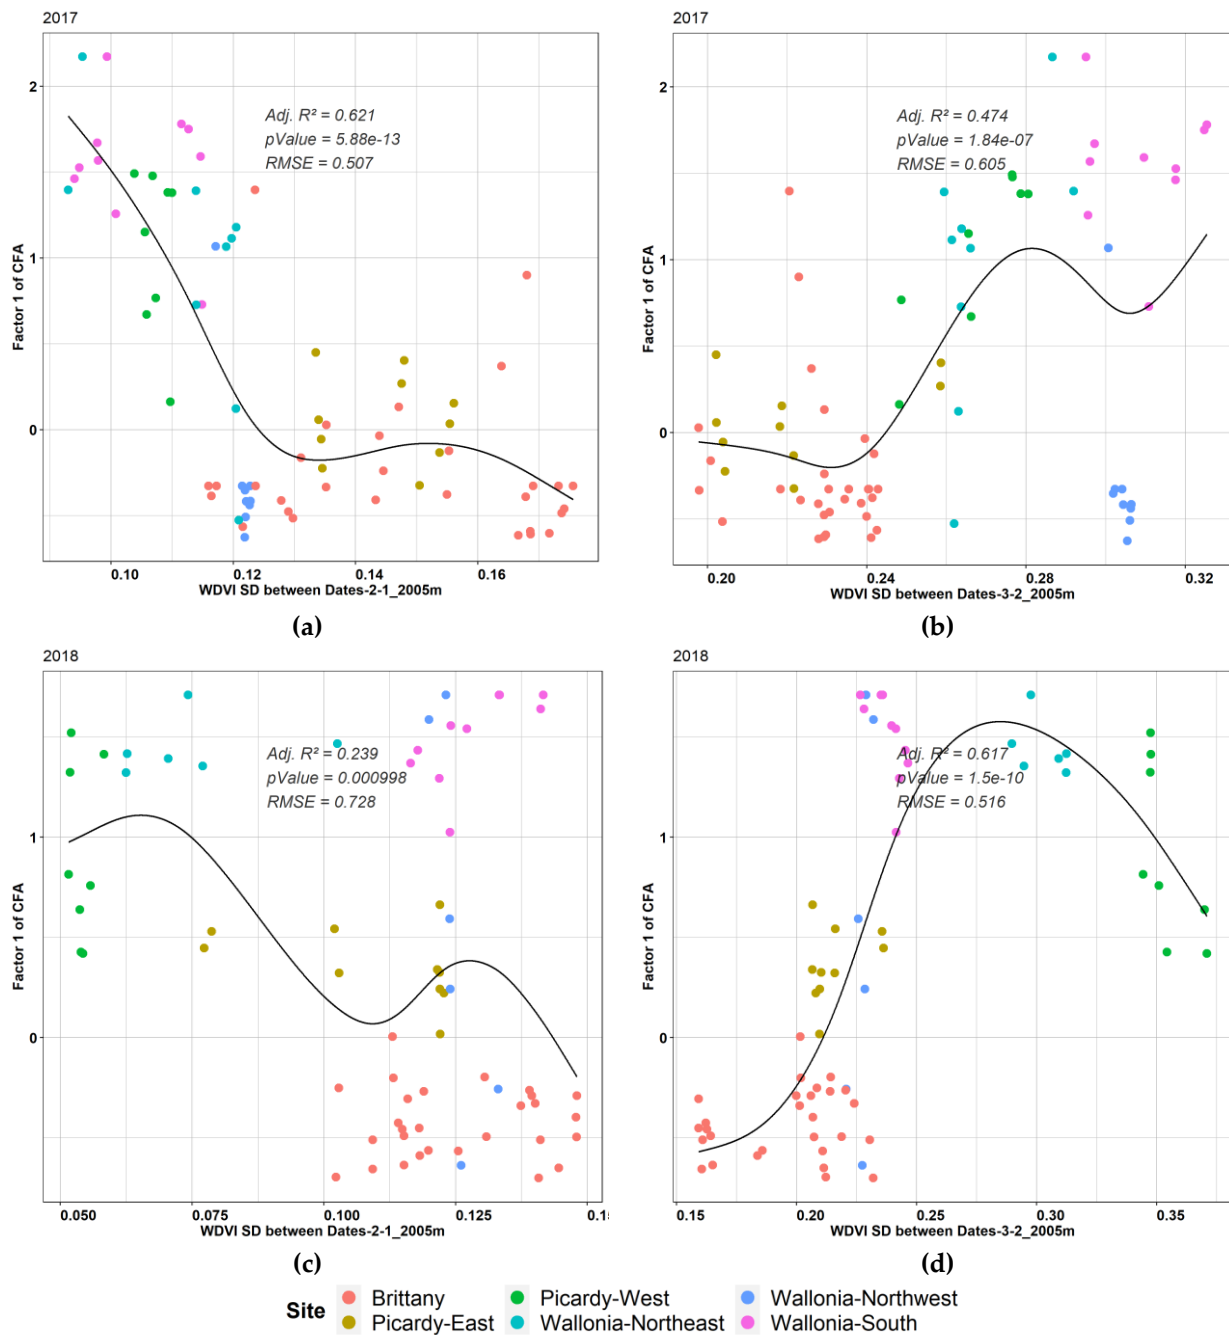 2017
Adj. R² = 0.621
pValue = 5.88e-13
RMSE = 0.507
Factor 1 of CFA
2
1
0
0.10 0.12 0.14 0.16
WDVI SD between Dates-2-1_2005m
(a)
2017
Adj. R² = 0.474
pValue = 1.84e-07
RMSE = 0.605
Factor 1 of CFA
2
1
0
0.20 0.24 0.28 0.32
WDVI SD between Dates-3-2_2005m
(b)
2018
Adj. R² = 0.239
pValue = 0.000998
RMSE = 0.728
Factor 1 of CFA
1
0
0.050 0.075 0.100 0.125 0.15
WDVI SD between Dates-2-1_2005m
(c)
2018
Adj. R² = 0.617
pValue = 1.5e-10
RMSE = 0.516
Factor 1 of CFA
1
0
0.15 0.20 0.25 0.30 0.35
WDVI SD between Dates-3-2_2005m
(d)
Site
Brittany Picardy-West Wallonia-Northwest
Picardy-East Wallonia-Northeast Wallonia-South